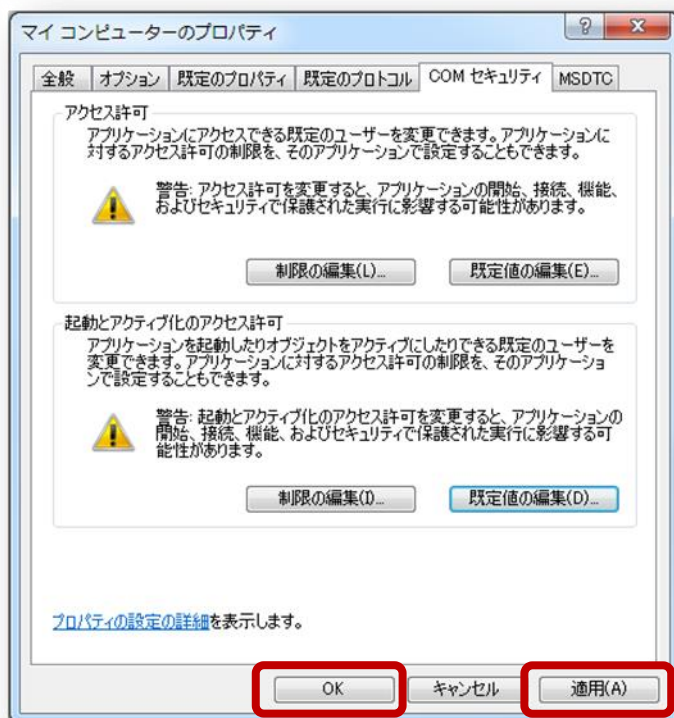 マイ コンピューターのプロパティ
全般 オプション 既定のプロパティ 既定のプロトコル COM セキュリティ MSDTC
アクセス許可
アプリケーションにアクセスできる既定のユーザーを変更できます。アプリケーションに
対するアクセス許可の制限を、そのアプリケーションで設定することもできます。
警告: アクセス許可を変更すると、アプリケーションの開始、接続、機能、
およびセキュリティで保護された実行に影響する可能性があります。
制限の編集(L)... 既定値の編集(E)...
起動とアクティブ化のアクセス許可
アプリケーションを起動したりオブジェクトをアクティブにしたりできる既定のユーザーを
変更できます。アプリケーションに対するアクセス許可の制限を、そのアプリケーショ
ンで設定することもできます。
警告: 起動とアクティブ化のアクセス許可を変更すると、アプリケーションの
開始、接続、機能、およびセキュリティで保護された実行に影響する可
能性があります。
制限の編集(I)... 既定値の編集(D)...
プロパティの設定の詳細を表示します。
OK キャンセル 適用(A)